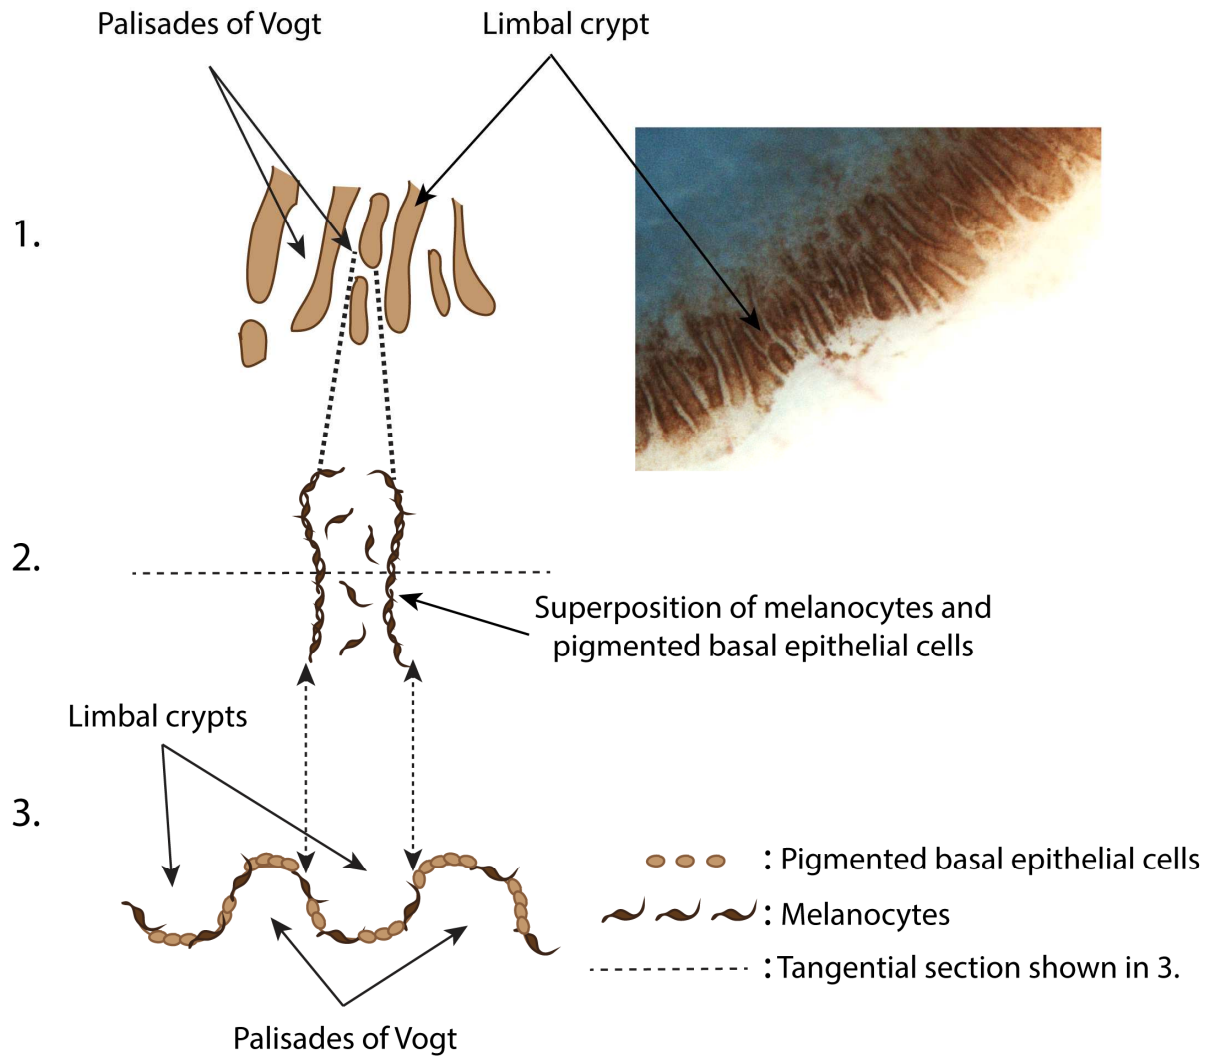 Palisades of Vogt
Limbal crypt
1.
2.
Superposition of melanocytes and
pigmented basal epithelial cells
Limbal crypts
3.
: Pigmented basal epithelial cells
: Melanocytes
: Tangential section shown in 3.
Palisades of Vogt